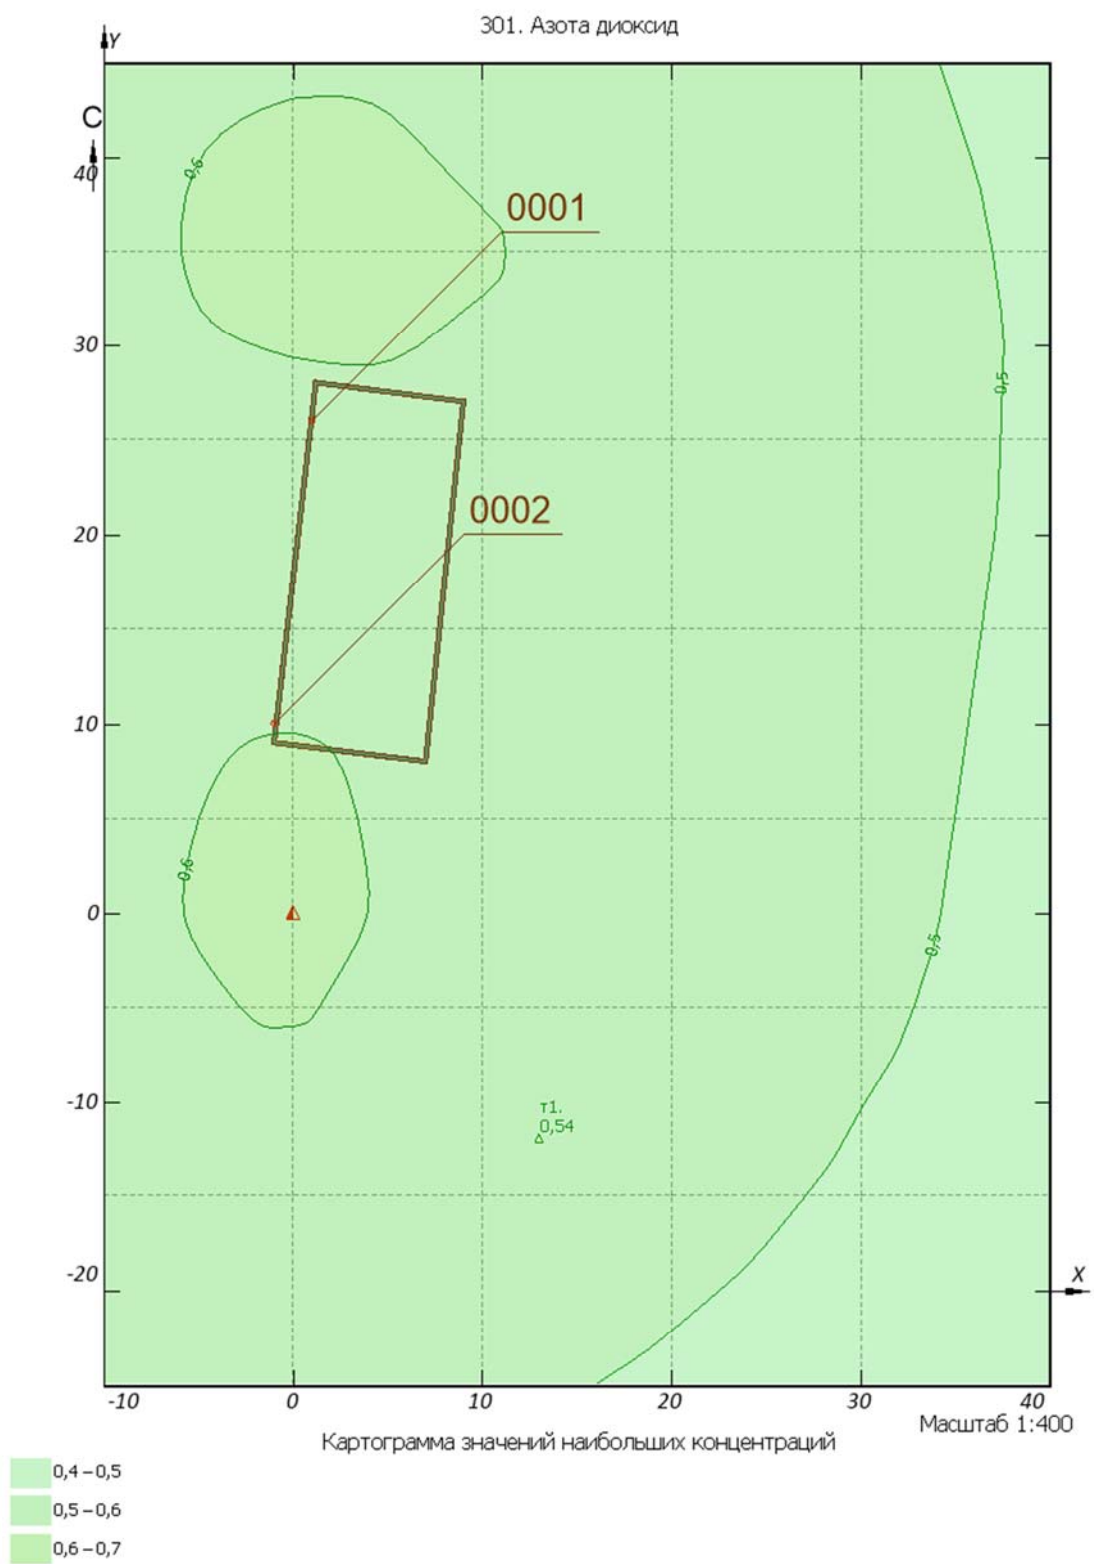 301. Азота диоксид
Y
С
40
0,6
0001
30
0,5
0002
20
10
0,6
0
0,5
-10
т1.
0,54
-20
X
-10 0 10 20 30 40
Масштаб 1:400
Картограмма значений наибольших концентраций
0,4 – 0,5
0,5 – 0,6
0,6 – 0,7